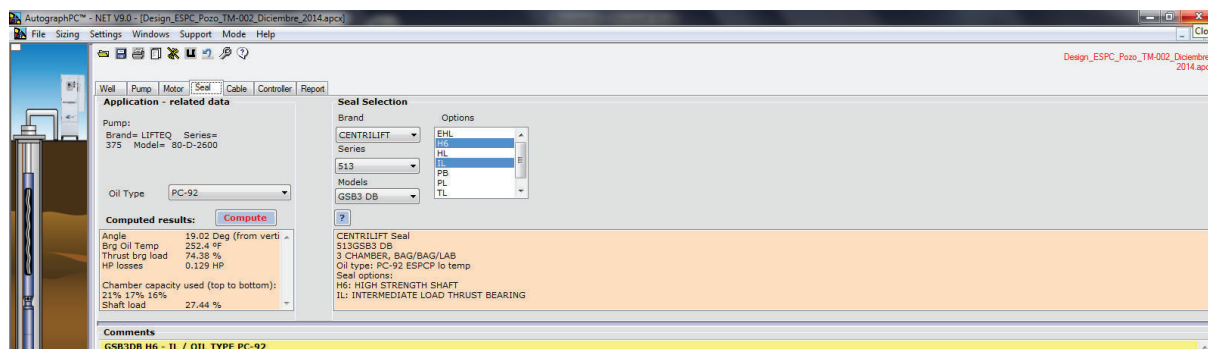 AutographPC™ - NET V9.0 - [Design_ESPC_Pozo_TM-002_Diciembre_2014.apcx]
File Sizing Settings Windows Support Mode Help
Clo
Design_ESPC_Pozo_TM-002_Diciembre
2014.apc
Well Pump Motor Seal Cable Controller Report
Application - related data
Pump:
Brand= LIFTEQ Series=
375 Model= 80-D-2600
Oil Type PC-92
Computed results: Compute
Angle 19.02 Deg (from verti
Brg Oil Temp 252.4 ºF
Thrust brg load 74.38 %
HP losses 0.129 HP
Chamber capacity used (top to bottom):
21% 17% 16%
Shaft load 27.44 %
Seal Selection
Brand Options
CENTRILIFT
Series
513
Models
GSB3 DB
EHL
H6
HL
IL
PB
PL
TL
?
CENTRILIFT Seal
513GSB3 DB
3 CHAMBER, BAG/BAG/LAB
Oil type: PC-92 ESPCP lo temp
Seal options:
H6: HIGH STRENGTH SHAFT
IL: INTERMEDIATE LOAD THRUST BEARING
Comments
GSB3DB H6 - IL / OIL TYPE PC-92